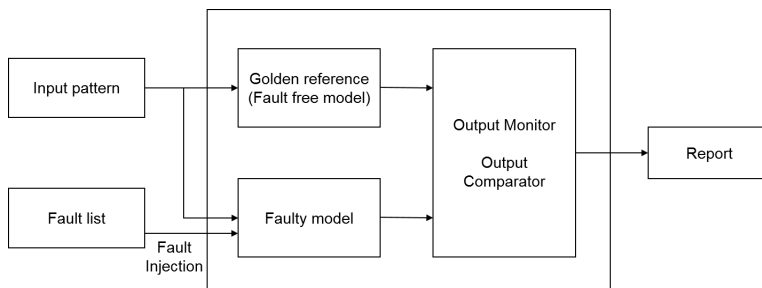 Input pattern
Golden reference
(Fault free model)
Output Monitor
Output
Comparator
Report
Fault list
Fault
Injection
Faulty model